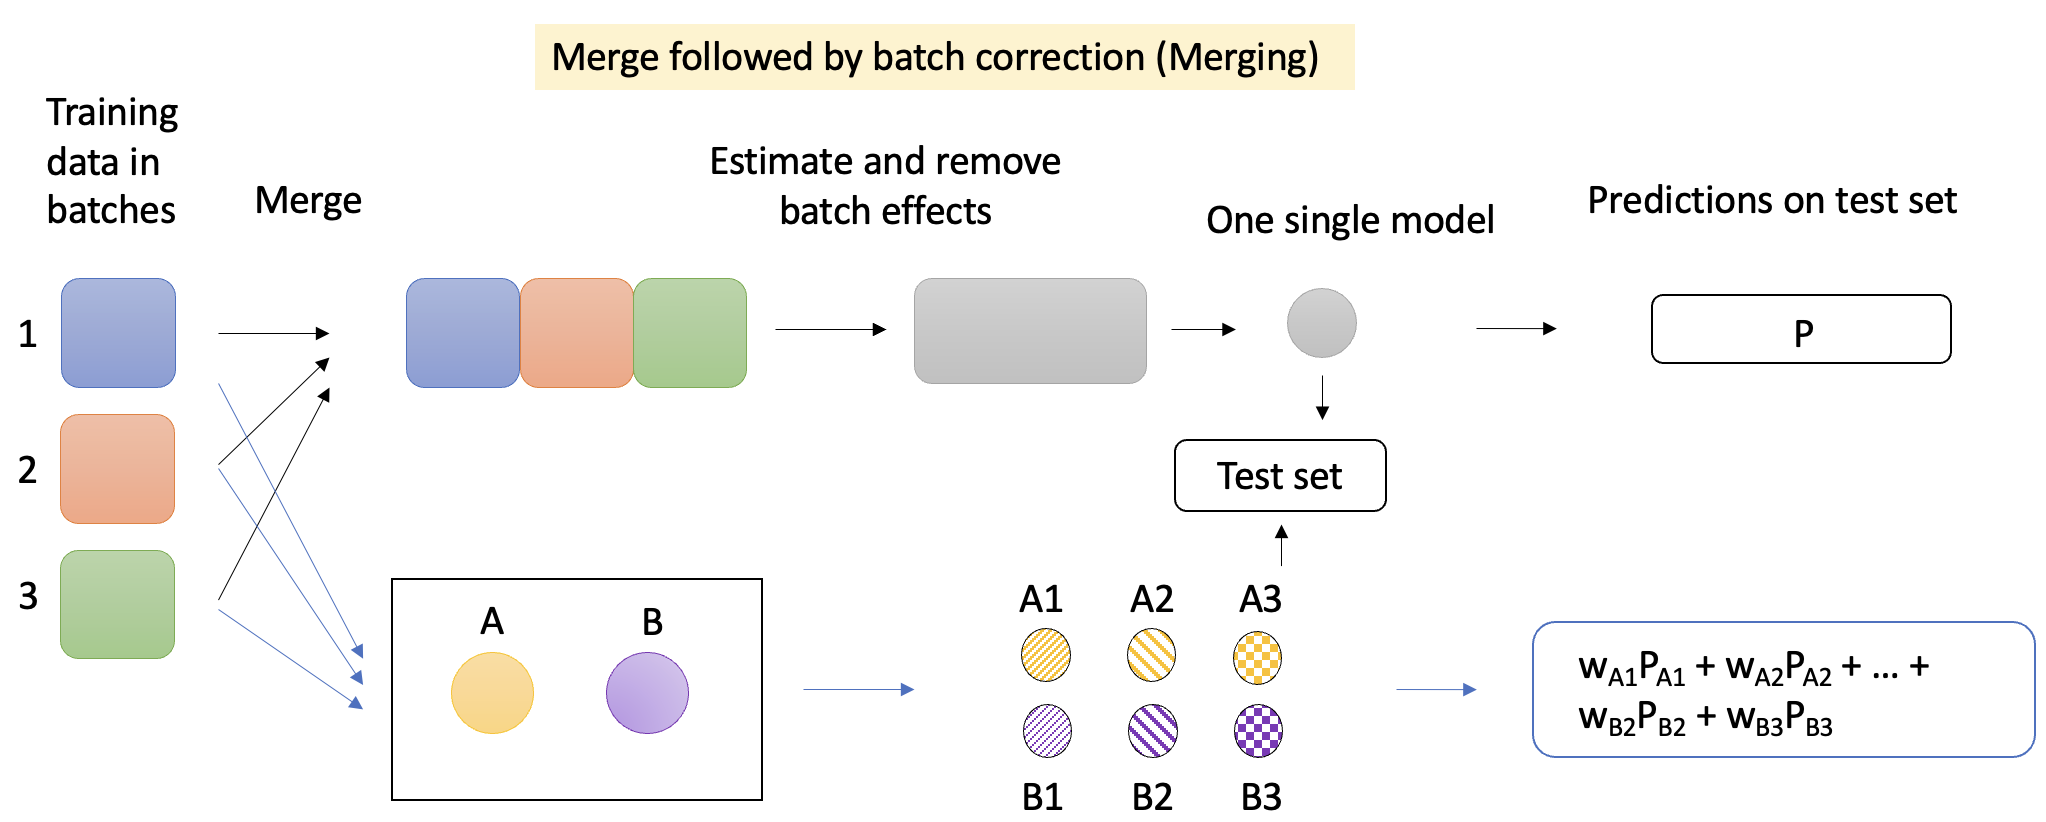 Merge followed by batch correction (Merging)
Training
data in
batches
Merge
Estimate and remove
batch effects
One single model
Predictions on test set
1
2
3
P
Test set
A
B
A1
A2
A3
B1
B2
B3
wA1PA1 + wA2PA2 + ... +
wB2PB2 + wB3PB3